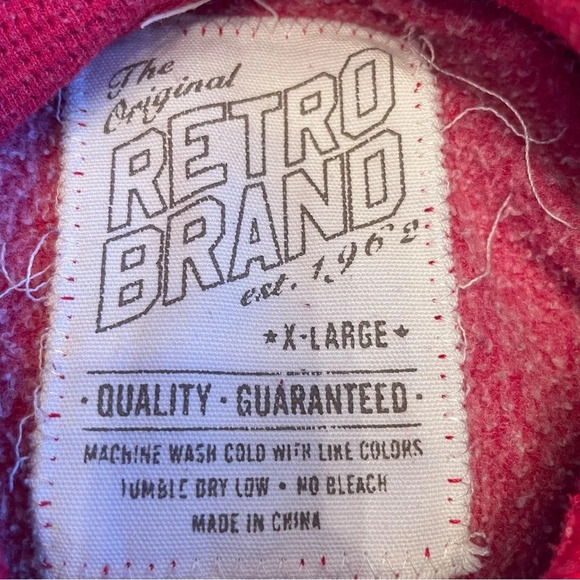 The
Original
RETRO
BRAND
est. 1962
★ X-LARGE ★
· QUALITY · GUARANTEED ·
MACHINE WASH COLD WITH LIKE COLORS
TUMBLE DRY LOW • NO BLEACH
MADE IN CHINA